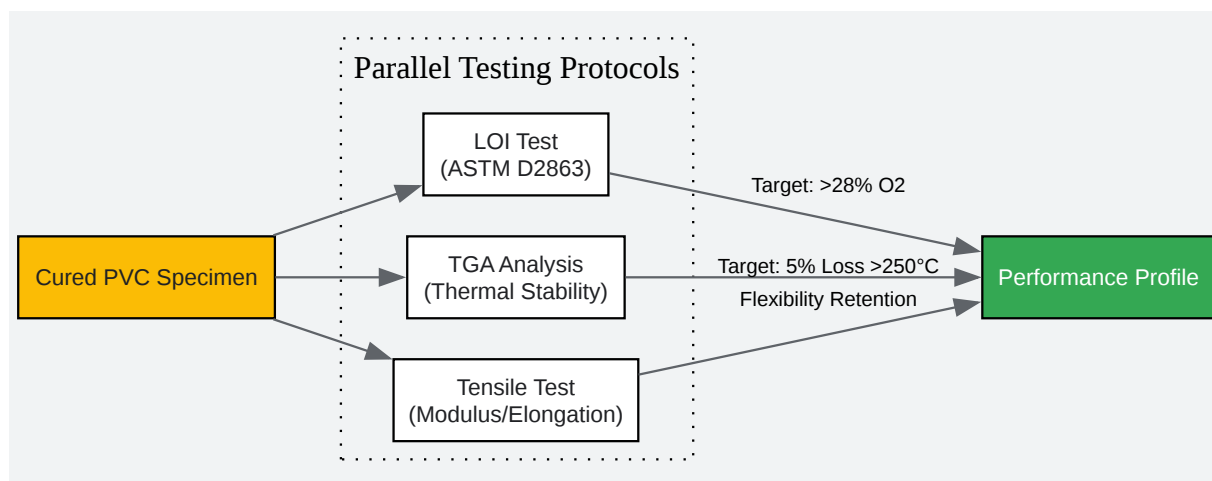 Parallel Testing Protocols
Cured PVC Specimen
LOI Test
(ASTM D2863)
TGA Analysis
(Thermal Stability)
Tensile Test
(Modulus/Elongation)
Target: >28% O2
Target: 5% Loss >250°C
Flexibility Retention
Performance Profile